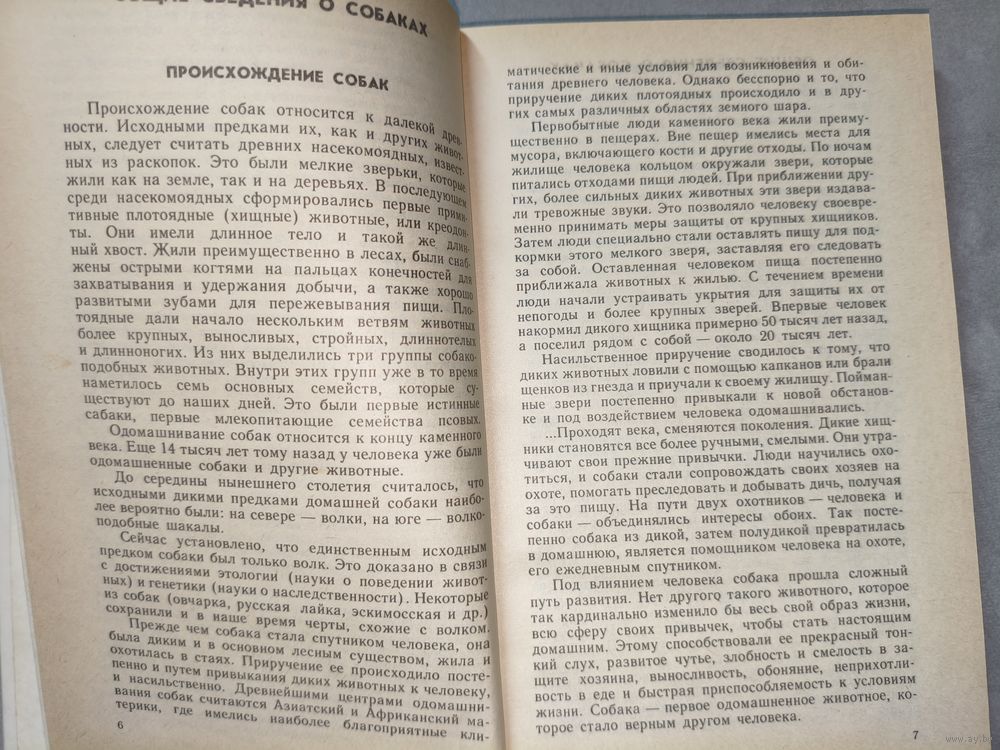 СВЕДЕНИЯ О СОБАКАХ
ПРОИСХОЖДЕНИЕ СОБАК
Происхождение собак относится к далекой древ-
ности. Исходными предками их, как и других живот-
ных, следует считать древних насекомоядных, извест-
ных из раскопок. Это были мелкие зверьки, которые
жили как на земле, так и на деревьях. В последующем
среди насекомоядных сформировались первые прими-
тивные плотоядные (хищные) животные, или креодон-
ты. Они имели длинное тело и такой же длин-
ный хвост. Жили преимущественно в лесах, были снаб-
жены острыми когтями на пальцах конечностей для
захватывания и удержания добычи, а также хорошо
развитыми зубами для пережевывания пищи. Пло-
тоядные дали начало нескольким ветвям животных
более крупных, выносливых, стройных, длиннотелых
и длинноногих. Из них выделились три группы собако-
подобных животных. Внутри этих групп уже в то время
наметилось семь основных семейств, которые су-
ществуют до наших дней. Это были первые истинные
сабаки, первые млекопитающие семейства псовых.
Одомашнивание собак относится к концу каменного
века. Еще 14 тысяч лет тому назад у человека уже были
одомашненные собаки и другие животные.
До середины нынешнего столетия считалось, что
исходными дикими предками домашней собаки наибо-
лее вероятно были: на севере — волки, на юге — волко-
подобные шакалы.
Сейчас установлено, что единственным исходным
предком собаки был только волк. Это доказано в связи
с достижениями этологии (науки о поведении живот-
ных) и генетики (науки о наследственности). Некоторые
из собак (овчарка, русская лайка, эскимосская и др.)
сохранили и в наше время черты, схожие с волком.
Прежде чем собака стала спутником человека, она
была диким и в основном лесным существом, жила и
охотилась в стаях. Приручение ее происходило посте-
пенно и путем привыкания диких животных к человеку,
и насильственно. Древнейшими центрами одомашни-
вания собак считаются Азиатский и Африканский ма-
терики, где имелись наиболее благоприятные кли-
6
матические и иные условия для возникновения и оби-
тания древнего человека. Однако бесспорно и то, что
приручение диких плотоядных происходило и в дру-
гих самых различных областях земного шара.
Первобытные люди каменного века жили преиму-
щественно в пещерах. Вне пещер имелись места для
мусора, включающего кости и другие отходы. По ночам
жилище человека кольцом окружали звери, которые
питались отходами пищи людей. При приближении дру-
гих, более сильных диких животных эти звери издава-
ли тревожные звуки. Это позволяло человеку своевре-
менно принимать меры защиты от крупных хищников.
Затем люди специально стали оставлять пищу для под-
кормки этого мелкого зверя, заставляя его следовать
за собой. Оставленная человеком пища постепенно
приближала животных к жилью. С течением времени
люди начали устраивать укрытия для защиты их от
непогоды и более крупных зверей. Впервые человек
накормил дикого хищника примерно 50 тысяч лет назад,
а поселил рядом с собой — около 20 тысяч лет.
Насильственное приручение сводилось к тому, что
диких животных ловили с помощью капканов или брали
щенков из гнезда и приучали к своему жилищу. Пойман-
ные звери постепенно привыкали к новой обстанов-
ке и под воздействием человека одомашнивались.
...Проходят века, сменяются поколения. Дикие хищ-
ники становятся все более ручными, смелыми. Они утра-
чивают свои прежние привычки. Люди научились охо-
титься, и собаки стали сопровождать своих хозяев на
охоте, помогать преследовать и добывать дичь, получая
за это пищу. На пути двух охотников — человека и
собаки — объединялись интересы обоих. Так посте-
пенно собака из дикой, затем полудикой превратилась
в домашнюю, является помощником человека на охоте,
его ежедневным спутником.
Под влиянием человека собака прошла сложный
путь развития. Нет другого такого животного, которое
так кардинально изменило бы весь свой образ жизни,
всю сферу своих привычек, чтобы стать настоящим
домашним. Этому способствовали ее прекрасный тон-
кий слух, развитое чутье, злобность и смелость в за-
щите хозяина, выносливость, обоняние, неприхотли-
вость в еде и быстрая приспособляемость к условиям
жизни. Собака — первое одомашненное животное, ко-
торое стало верным другом человека.
7